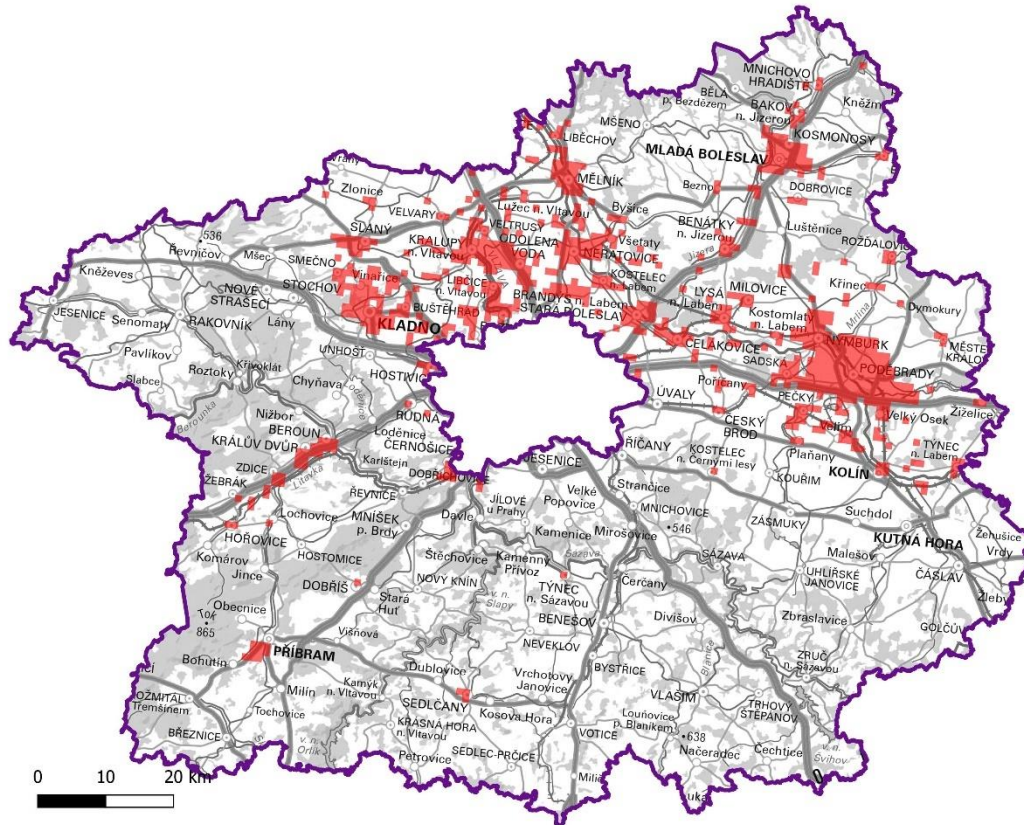 MNICHOVO
HRADIŠTĚ
BĚLÁ
p. Bezdězem
Kněžm
BAKOV
n. Jizerou
MŠENO
KOSMONOSY
LIBĚCHOV
MLADÁ BOLESLAV
Zlonice
MĚLNÍK
Bezno
DOBROVICE
VELVARY
Lužec n. Vltavou
Byšice
BENÁTKY
n. Jizerou
Luštěnice
SLANÝ
VELTRUSY
536
Řevničov
Mšec
KRALUPY
n. Vltavou
ODOLENA
VODA
Všetaty
NERATOVICE
Jizera
ROŽĎALOVIC
SMEČNO
Vinařice
Kněževes
NOVÉ
STRAŠECÍ
STOCHOV
LIBČICE
n. Vltavou
KOSTELEC
n. Labem
LYSÁ
n. Labem
MILOVICE
Křinec
BUŠTĚHRAD
BRANDÝS n. Labem
STARÁ BOLESLAV
Kostomlaty
n. Labem
Mrlina
Dymokury
JESENICE
Senomaty
RAKOVNÍK
Lány
KLADNO
NYMBURK
MĚSTE
KRÁLO
ČELÁKOVICE
SADSKÁ
Pavlíkov
UNHOŠŤ
Křivoklát
Roztoky
HOSTIVIC
PODĚBRADY
Slabce
Chyňava
Loděnice
Poříčany
PEČKY
Berounka
ÚVALY
Velký Osek
Žiželice
RUDNÁ
Nižbor
BEROUN
Loděnice
ČESKÝ
BROD
Velim
KRÁLŮV DVŮR
ČERNOŠICE
ŘÍČANY
KOSTELEC
n. Černými lesy
Plaňany
TÝNEC
n. Labem
KOLÍN
ZDICE
Karlštejn
DOBŘICHOVICE
JESENICE
KOUŘIM
ŽEBRÁK
Litavka
ŘEVNICE
Strančice
Velké
Popovice
Lochovice
MNÍŠEK
p. Brdy
Davle
JÍLOVÉ
u Prahy
MNICHOVICE
ZÁSMUKY
Suchdol
HOŘOVICE
Kamenice
Mirošovice
546
KUTNÁ HORA
Žehušice
Vrdy
HOSTOMICE
Komárov
Jince
Štěchovice
Kamenný
Přívoz
Sázava
SÁZAVA
Malešov
ČÁSLAV
DOBŘÍŠ
NOVÝ KNÍN
TÝNEC
n. Sázavou
Čerčany
UHLÍŘSKÉ
JANOVICE
Žleby
Stará
Huť
v. n.
Slapy
Obecnice
Tok
865
BENEŠOV
Divišov
Zbraslavice
GOLČŮV
Višňová
NEVEKLOV
PŘÍBRAM
Bohutín
Dublovice
BYSTŘICE
Blanice
ZRUČ
n. Sázavou
Vrchotovy
Janovice
Kamýk
n. Vltavou
VLAŠIM
OŽMITÁL
Třemšínem
Milín
SEDLČANY
Kosova Hora
TRHOVÝ
ŠTĚPÁNOV
Tochovice
Louňovice
p. Blaníkem
KRÁSNÁ HORA
n. Vltavou
638
BŘEZNICE
v. n.
Orlík
VOTICE
Načeradec
Čechtice
v. n.
Švihov
SEDLEC-PRČICE
Petrovice
0 10 20 km